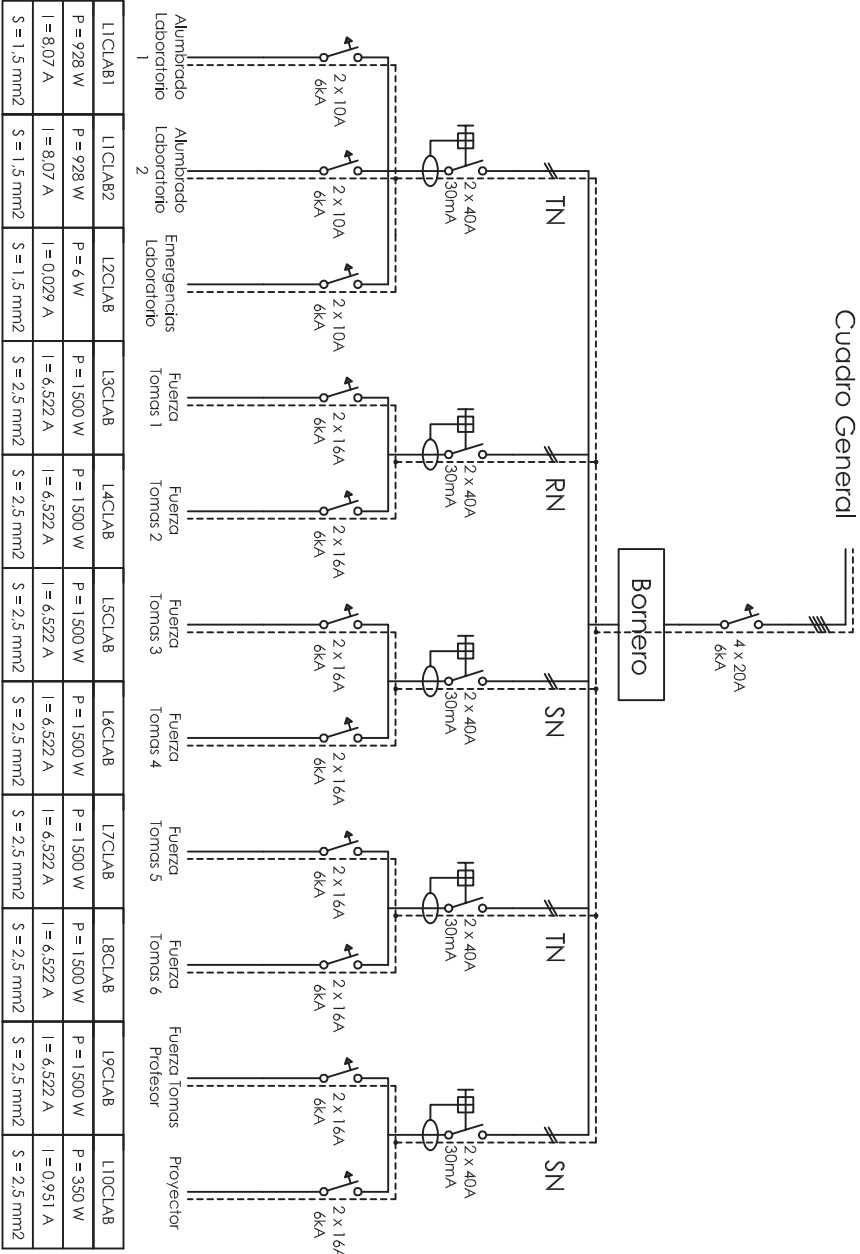 Cuadro General
4 x 20A
6kA
Bornero
TN
RN
SN
TN
SN
2 x 40A
30mA
2 x 40A
30mA
2 x 40A
30mA
2 x 40A
30mA
2 x 40A
30mA
2 x 10A
6kA
2 x 10A
6kA
2 x 10A
6kA
2 x 16A
6kA
2 x 16A
6kA
2 x 16A
6kA
2 x 16A
6kA
2 x 16A
6kA
2 x 16A
6kA
2 x 16A
6kA
2 x 16A
6kA
Alumbrado
Laboratorio
1
Alumbrado
Laboratorio
2
Emergencias
Laboratorio
Fuerza
Tomas 1
Fuerza
Tomas 2
Fuerza
Tomas 3
Fuerza
Tomas 4
Fuerza
Tomas 5
Fuerza
Tomas 6
Fuerza Tomas
Profesor
Proyector
L1CLAB1 L1CLAB2 L2CLAB L3CLAB L4CLAB L5CLAB L6CLAB L7CLAB L8CLAB L9CLAB L10CLAB
P = 928 W P = 928 W P = 6 W P = 1500 W P = 1500 W P = 1500 W P = 1500 W P = 1500 W P = 1500 W P = 1500 W P = 350 W
I = 8,07 A I = 8,07 A I = 0,029 A I = 6,522 A I = 6,522 A I = 6,522 A I = 6,522 A I = 6,522 A I = 6,522 A I = 6,522 A I = 0,951 A
S = 1,5 mm2 S = 1,5 mm2 S = 1,5 mm2 S = 2,5 mm2 S = 2,5 mm2 S = 2,5 mm2 S = 2,5 mm2 S = 2,5 mm2 S = 2,5 mm2 S = 2,5 mm2 S = 2,5 mm2